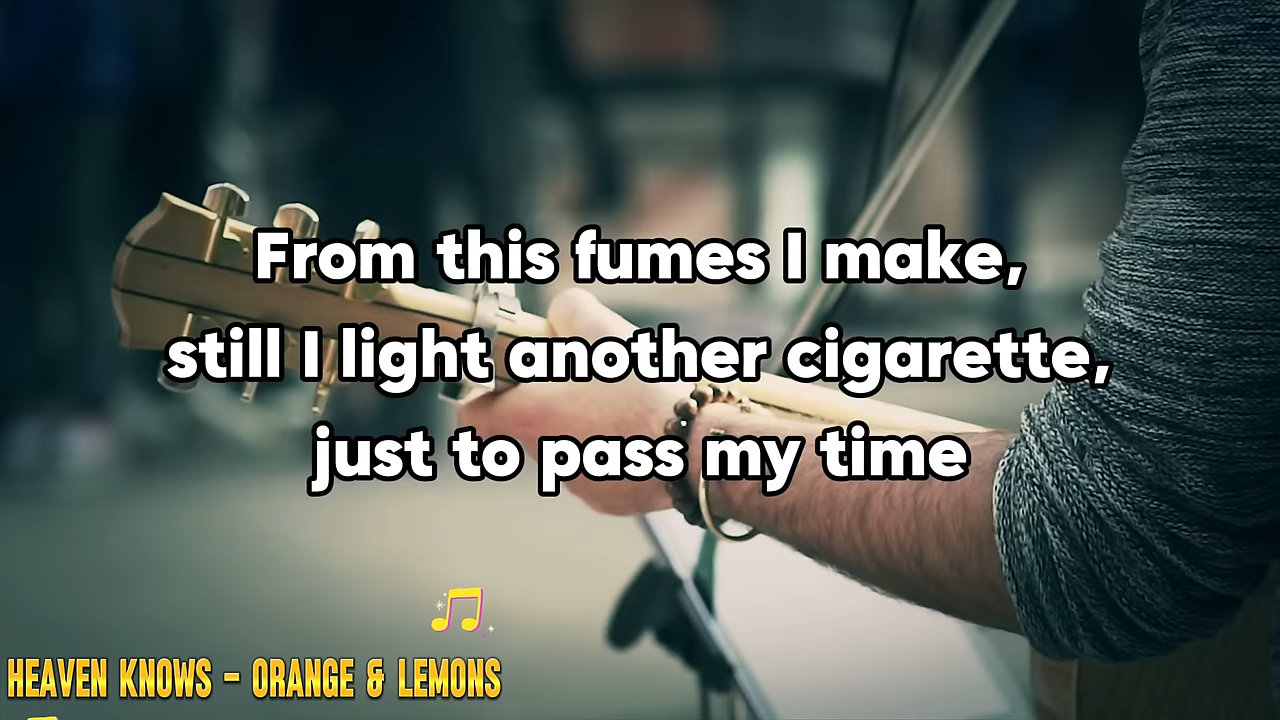 From this fumes I make,
still I light another cigarette,
just to pass my time
HEAVEN KNOWS - ORANGE & LEMONS